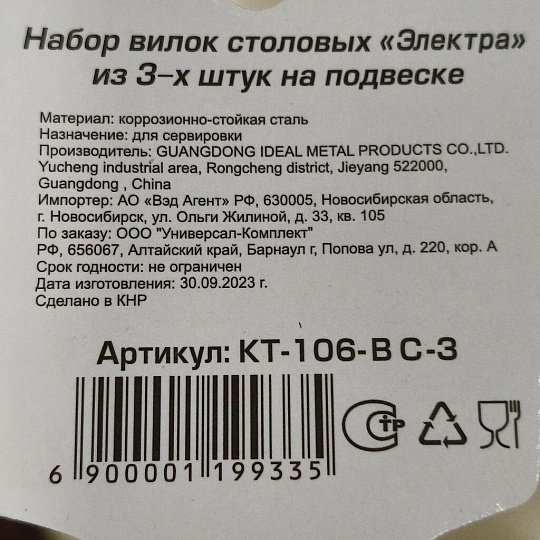 Набор вилок столовых «Электра»
из 3-х штук на подвеске
Материал: коррозионно-стойкая сталь
Назначение: для сервировки
Производитель: GUANGDONG IDEAL METAL PRODUCTS CO.,LTD.
Yucheng industrial area, Rongcheng district, Jieyang 522000,
Guangdong , China
Импортер: АО «Вэд Агент» РФ, 630005, Новосибирская область,
г. Новосибирск, ул. Ольги Жилиной, д. 33, кв. 105
По заказу: ООО "Универсал-Комплект"
РФ, 656067, Алтайский край, Барнаул г, Попова ул, д. 220, кор. А
Срок годности: не ограничен
Дата изготовления: 30.09.2023 г.
Сделано в КНР
Артикул: КТ-106-В С-3
6 900001 199335
СТР